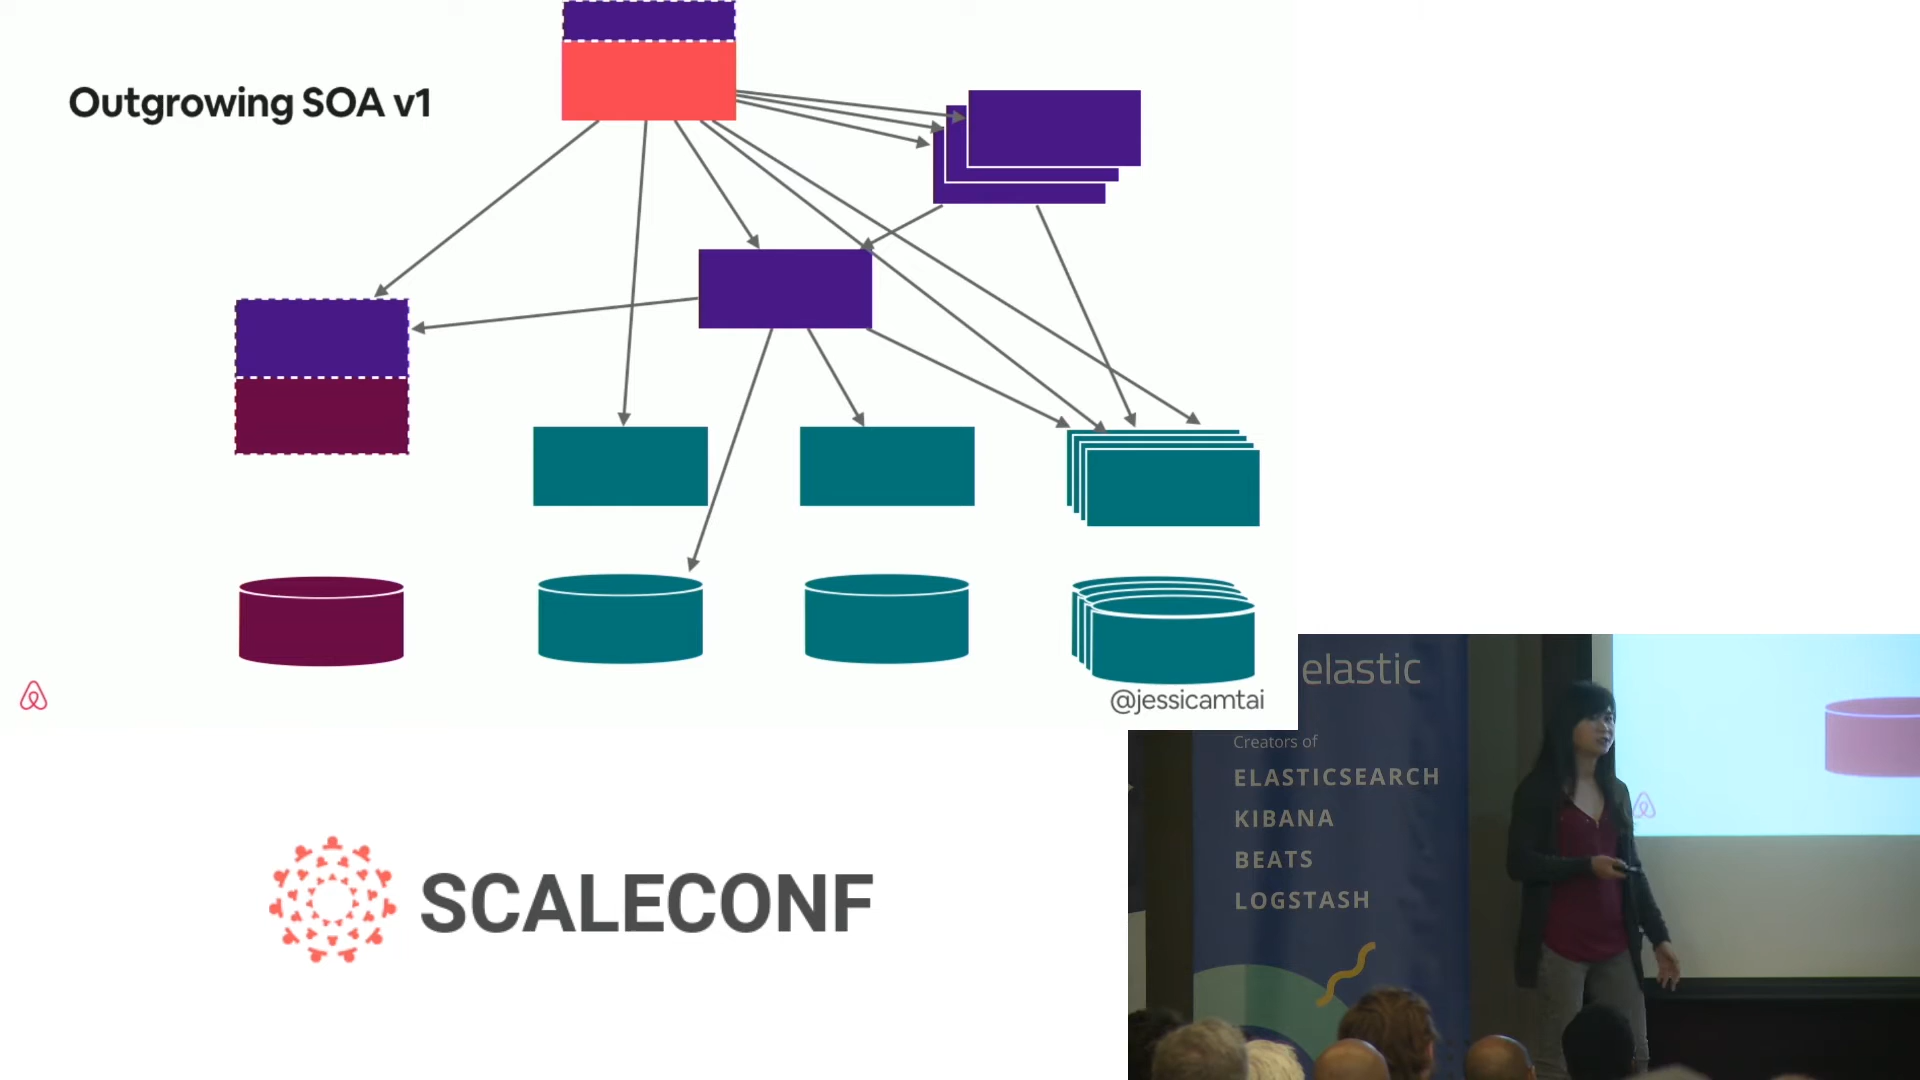 Outgrowing SOA v1
@jessicamtai
SCALECONF
elastic
Creators of
ELASTICSEARCH
KIBANA
BEATS
LOGSTASH